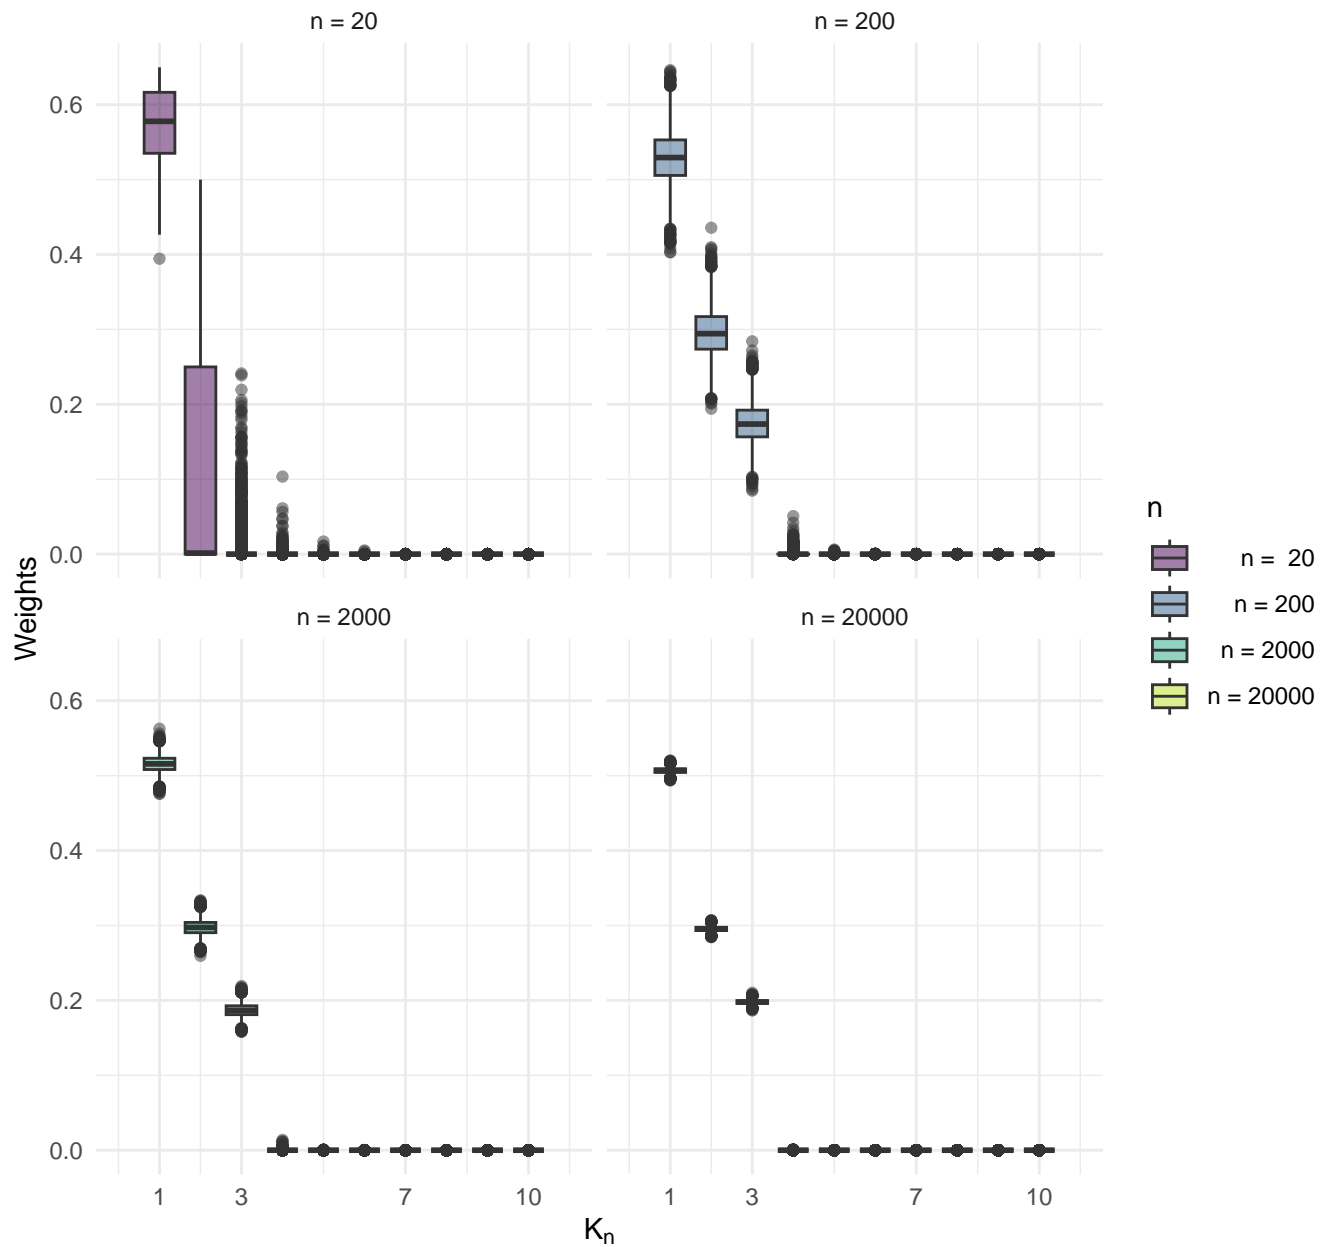 n = 20
n = 200
0.6
0.4
0.2
0.0
n = 2000
n = 20000
0.6
0.4
0.2
0.0
1 3 7 10
1 3 7 10
Weights
Kn
n
n = 20
n = 200
n = 2000
n = 20000